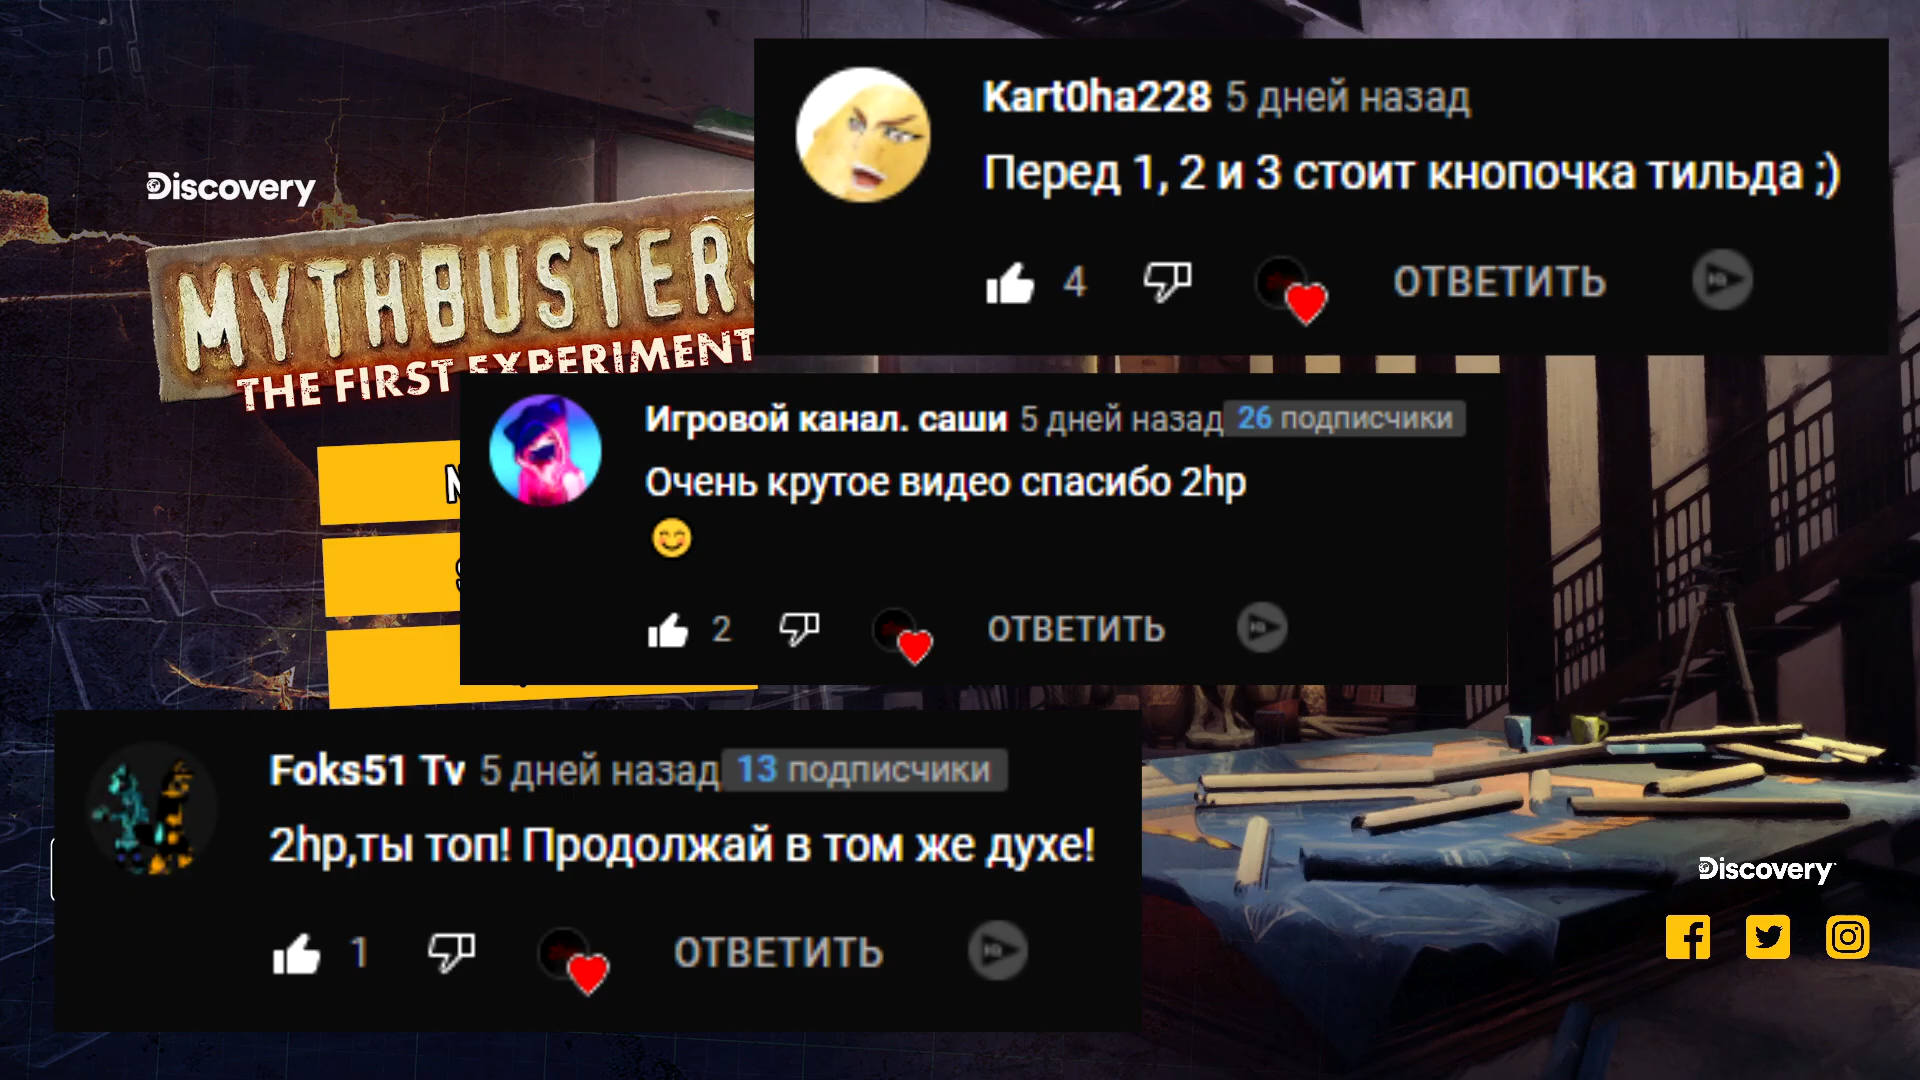 Discovery
MYTHBUSTERS
THE FIRST EXPERIMENT
Kart0ha228 5 дней назад
Перед 1, 2 и 3 стоит кнопочка тильда ;)
4 ОТВЕТИТЬ
Игровой канал. саши 5 дней назад 26 подписчики
Очень крутое видео спасибо 2hp
😊
2 ОТВЕТИТЬ
Foks51 Tv 5 дней назад 13 подписчики
2hp,ты топ! Продолжай в том же духе!
1 ОТВЕТИТЬ
Discovery